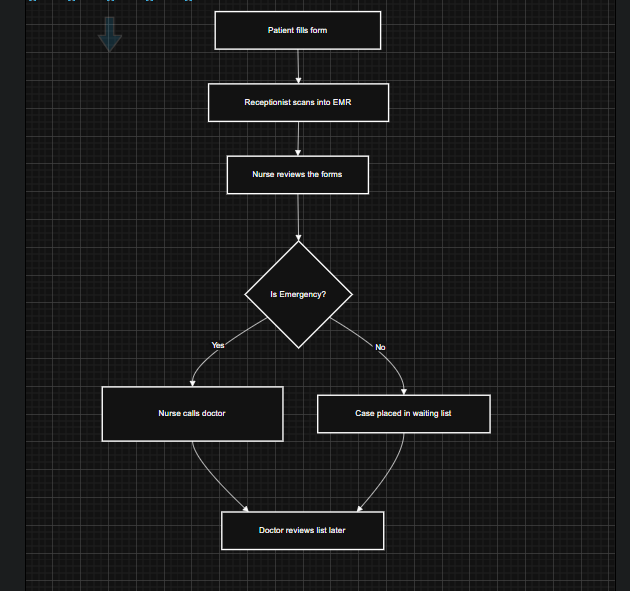 Patient fills form
Receptionist scans into EMR
Nurse reviews the forms
Is Emergency?
Yes
No
Nurse calls doctor
Case placed in waiting list
Doctor reviews list later